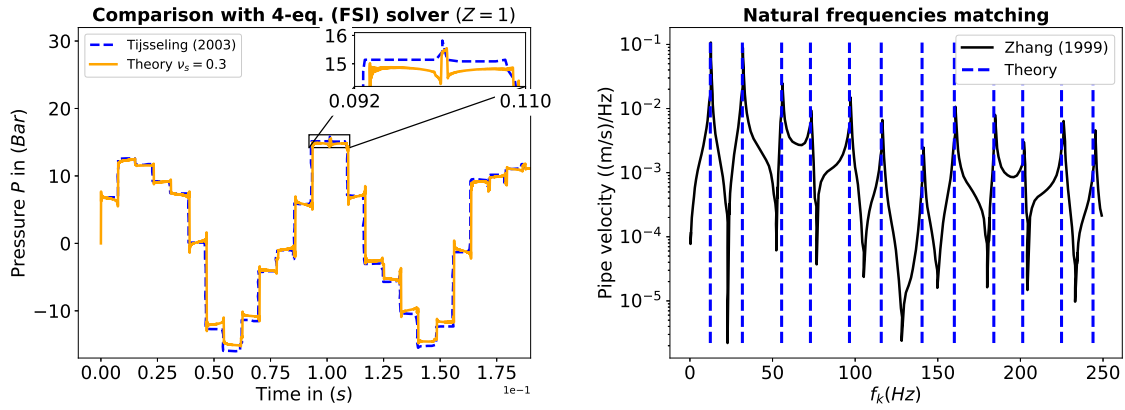 Comparison with 4-eq. (FSI) solver (Z = 1)
Tijsseling (2003)
Theory νs = 0.3
16
15
0.092
0.110
30
20
10
0
−10
Pressure P in (Bar)
0.00
0.25
0.50
0.75
1.00
1.25
1.50
1.75
1e−1
Time in (s)
Natural frequencies matching
Zhang (1999)
Theory
10⁻¹
10⁻²
10⁻³
10⁻⁴
10⁻⁵
Pipe velocity ((m/s)/Hz)
0
50
100
150
200
250
fk(Hz)